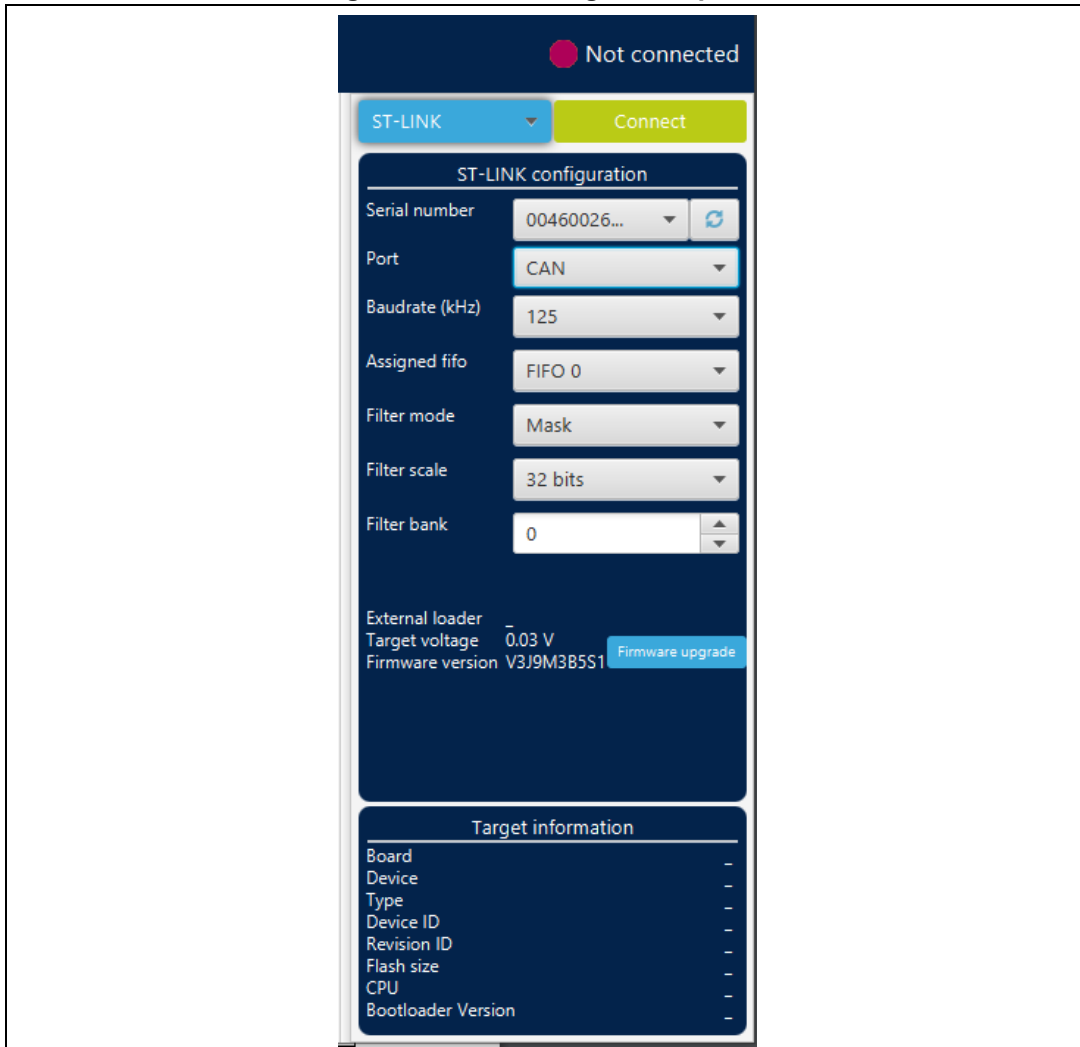 Not connected
ST-LINK
Connect
ST-LINK configuration
Serial number 00460026...
Port CAN
Baudrate (kHz) 125
Assigned fifo FIFO 0
Filter mode Mask
Filter scale 32 bits
Filter bank 0
External loader _
Target voltage 0.03 V
Firmware version V3J9M3B5S1 Firmware upgrade
Target information
Board _
Device _
Type _
Device ID _
Revision ID _
Flash size _
CPU _
Bootloader Version _